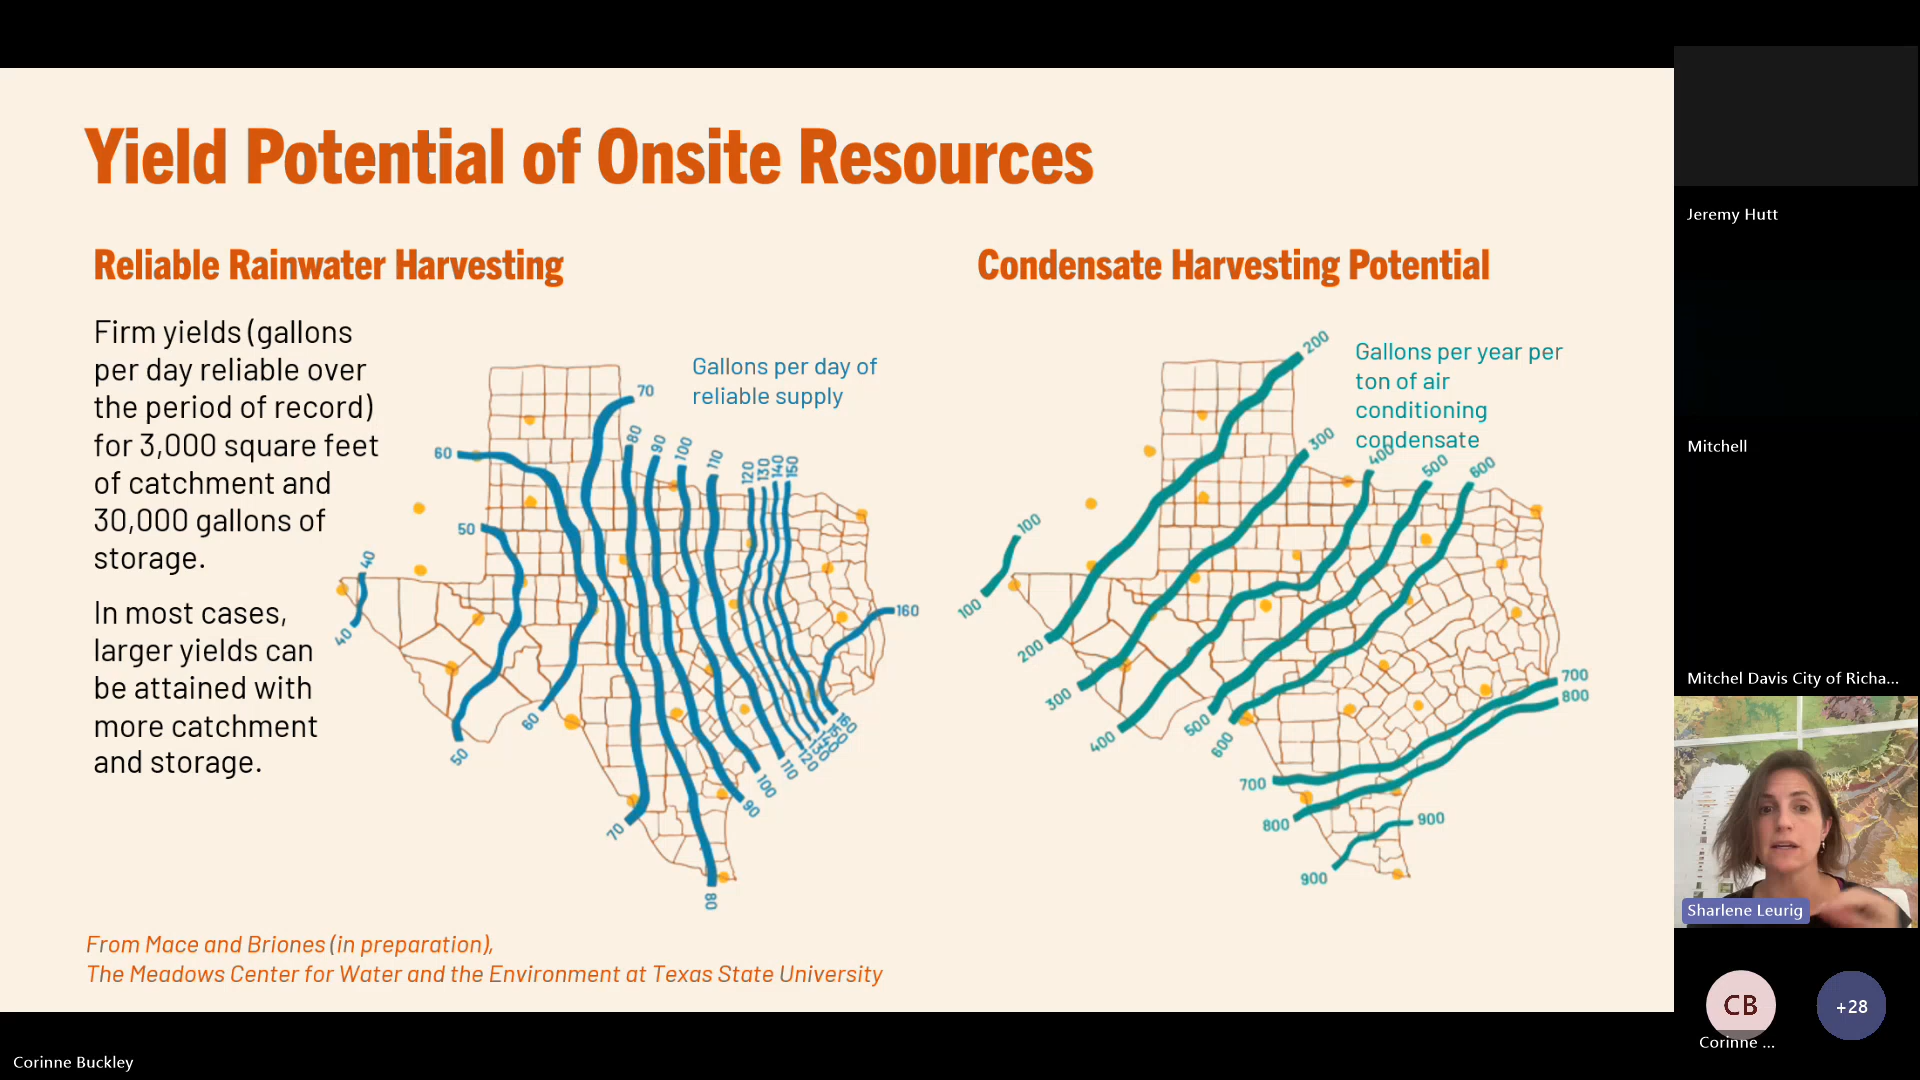 Yield Potential of Onsite Resources
Reliable Rainwater Harvesting
Firm yields (gallons
per day reliable over
the period of record)
for 3,000 square feet
of catchment and
30,000 gallons of
storage.
In most cases,
larger yields can
be attained with
more catchment
and storage.
Gallons per day of
reliable supply
70
80
90
100
110
120
130
140
150
60
50
40
40
160
60
50
70
80
90
100
110
120
Condensate Harvesting Potential
Gallons per year per
ton of air
conditioning
condensate
200
300
400
500
600
100
100
200
300
400
500
600
700
800
700
800
900
900
From Mace and Briones (in preparation),
The Meadows Center for Water and the Environment at Texas State University
Jeremy Hutt
Mitchell
Mitchel Davis City of Richa...
Sharlene Leurig
CB
+28
Corinne ...
Corinne Buckley